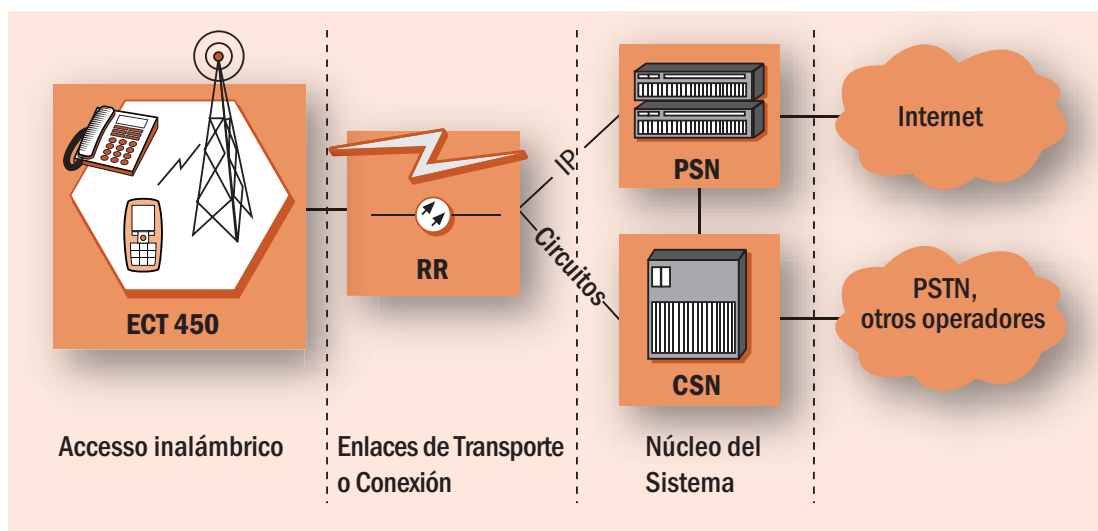 ECT 450
RR
IP
Circuitos
PSN
CSN
Internet
PSTN,
otros operadores
Accesso inalámbrico
Enlaces de Transporte
o Conexión
Núcleo del
Sistema